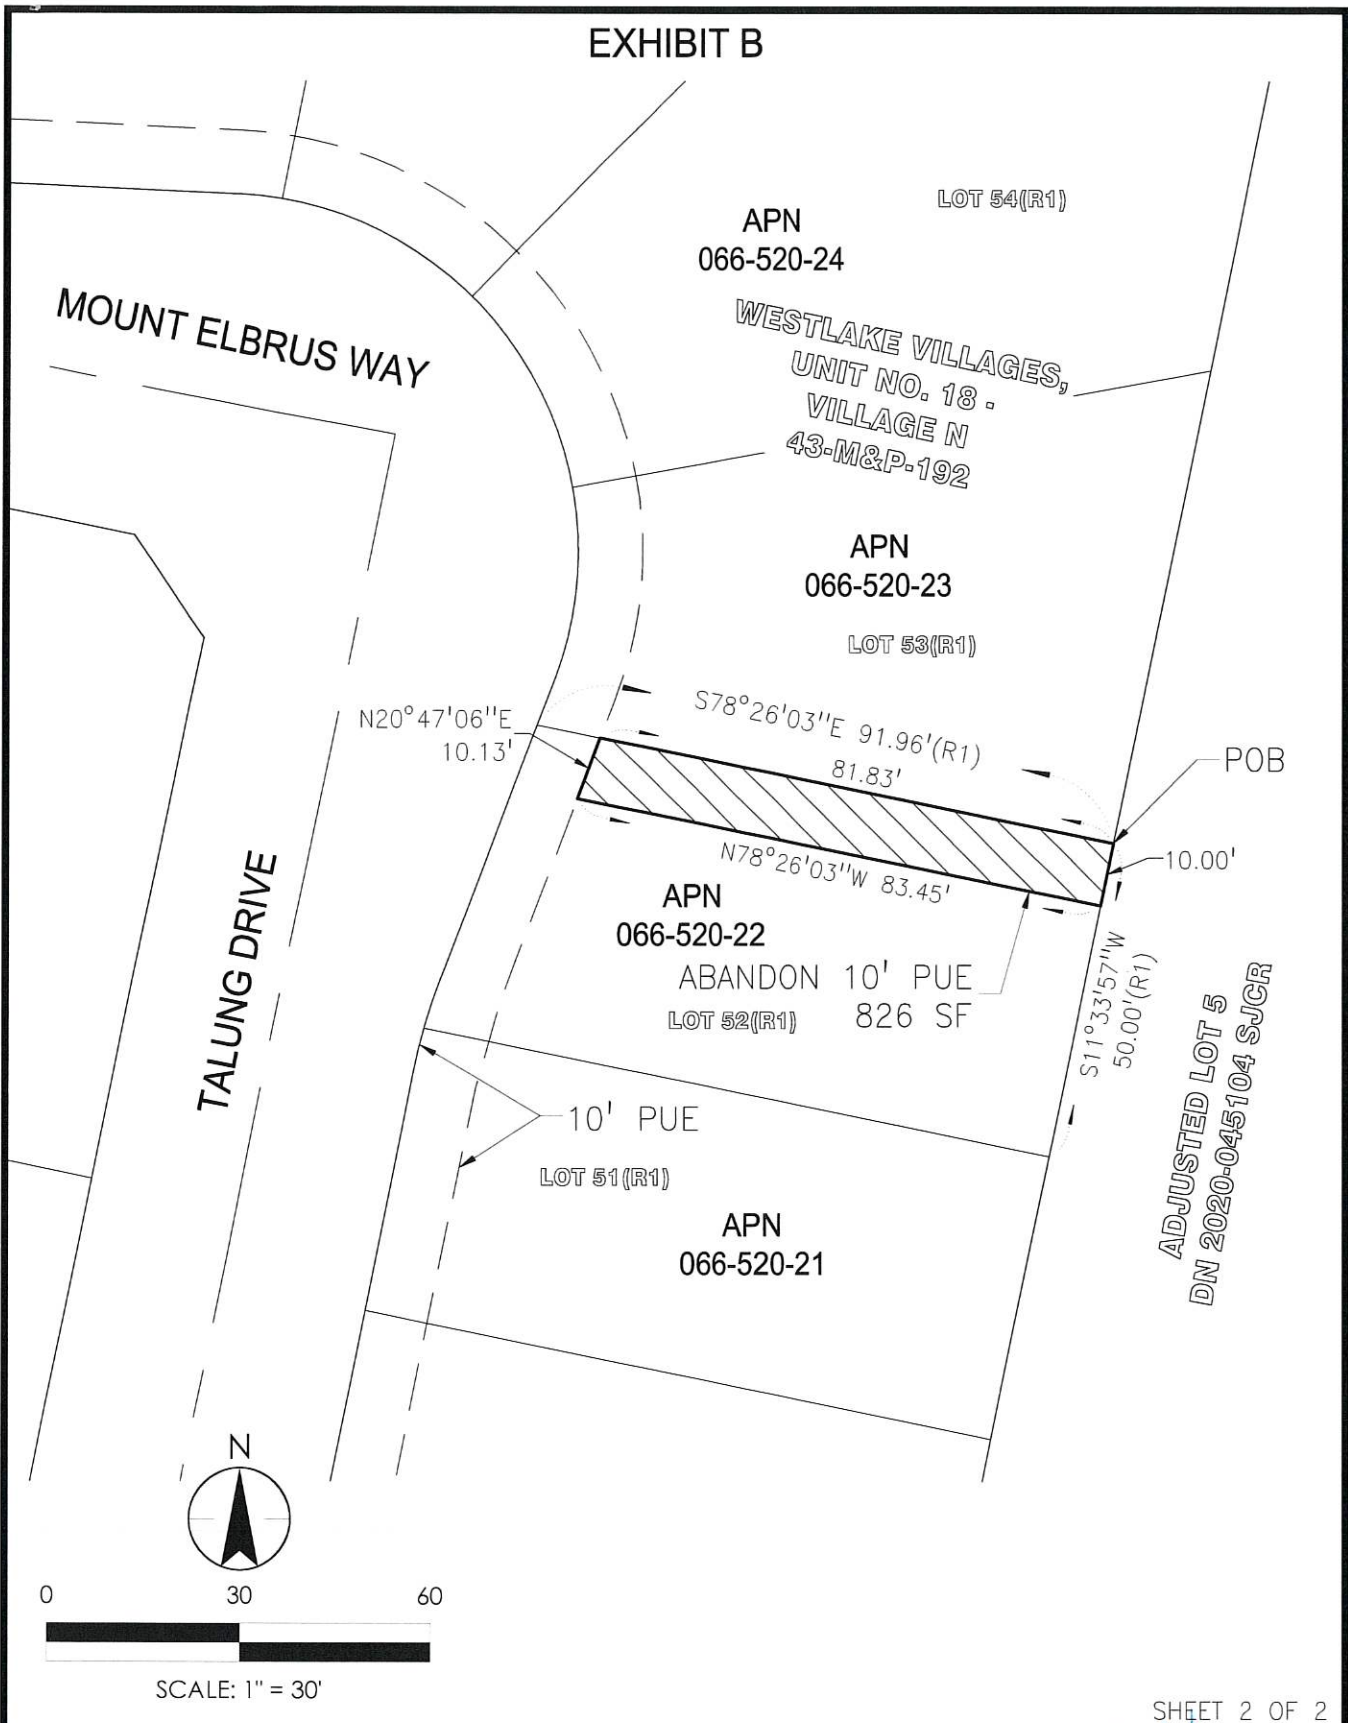 EXHIBIT B
LOT 54(R1)
APN
066-520-24
MOUNT ELBRUS WAY
WESTLAKE VILLAGES,
UNIT NO. 18 -
VILLAGE N
43-M&P-192
APN
066-520-23
LOT 53(R1)
N20°47'06"E
10.13'
S78°26'03"E 91.96'(R1)
81.83'
POB
10.00'
N78°26'03"W 83.45'
APN
066-520-22
ABANDON 10' PUE
826 SF
LOT 52(R1)
S11°33'57"W
50.00'(R1)
TALUNG DRIVE
ADJUSTED LOT 5
DN 2020-045104 SJCR
10' PUE
LOT 51(R1)
APN
066-520-21
N
0 30 60
SCALE: 1" = 30'
SHEET 2 OF 2